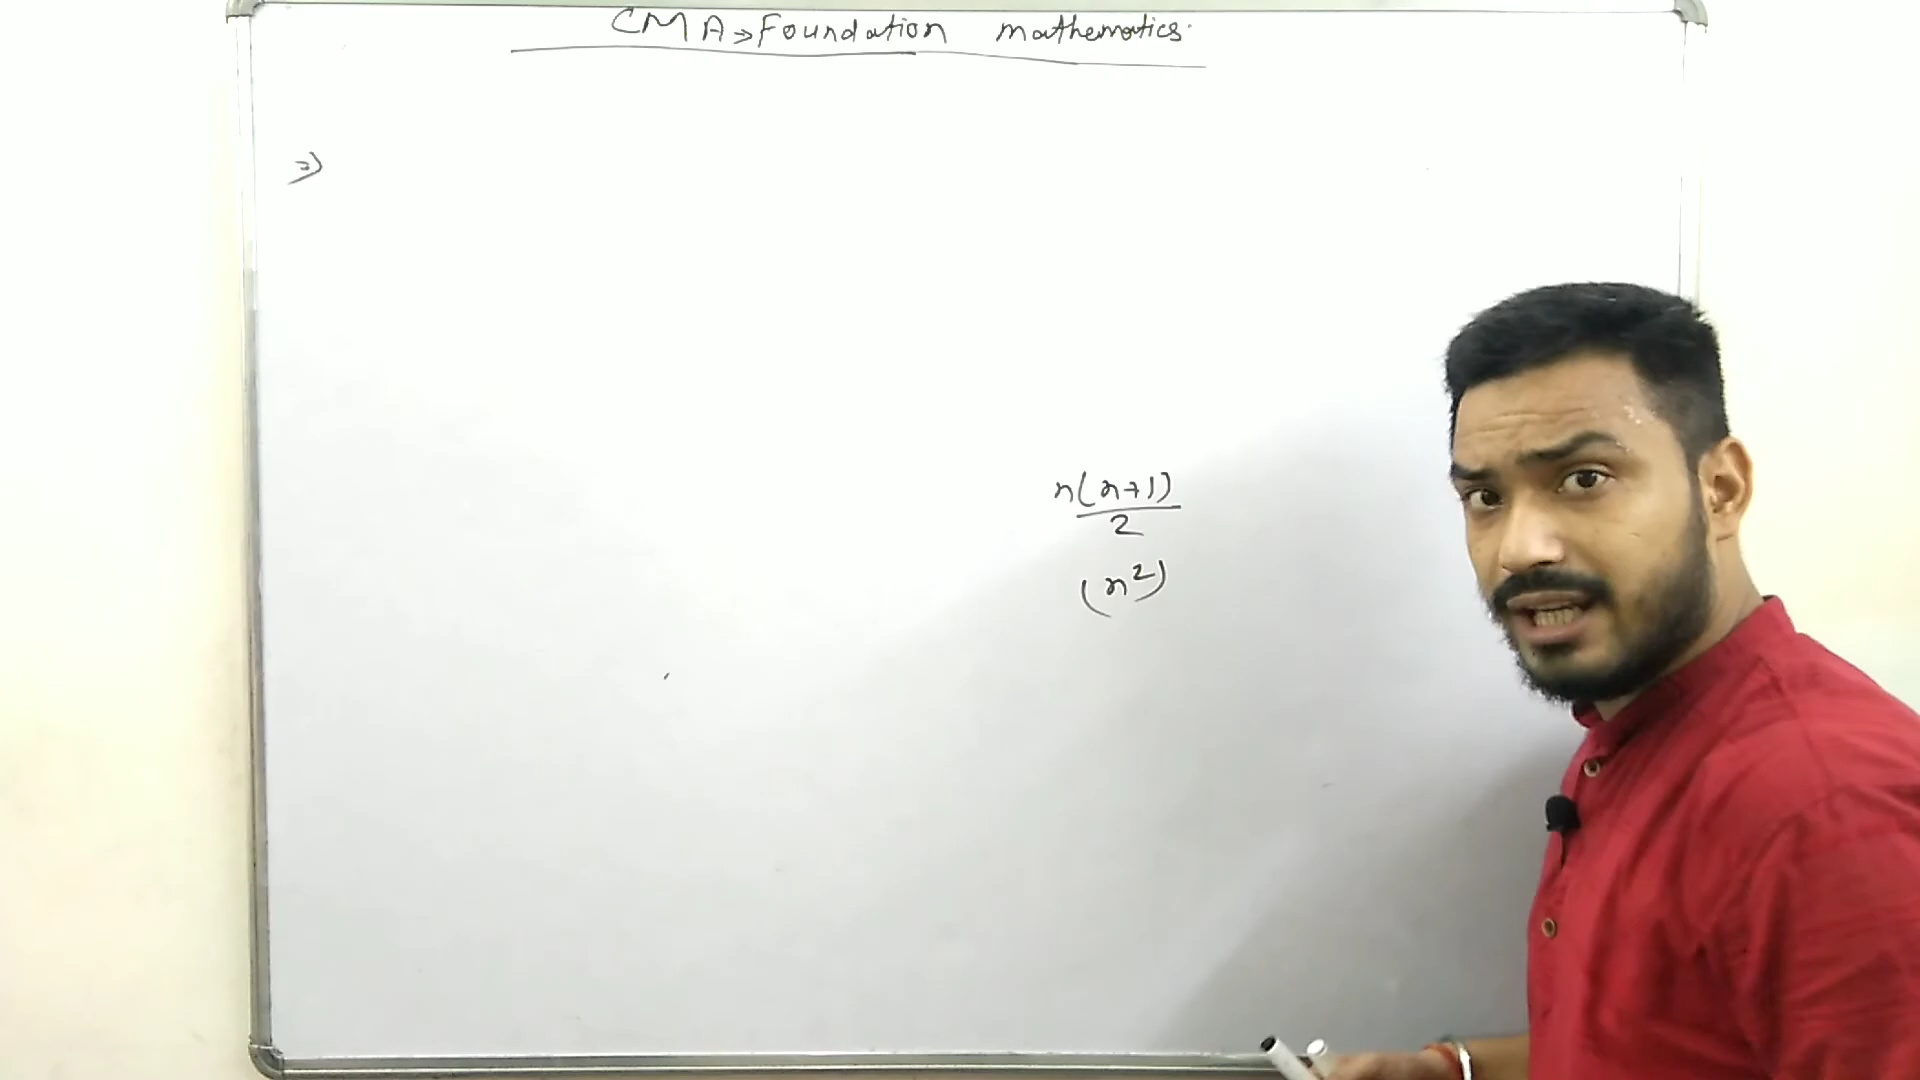 CMA⇒Foundation mathematics.
⇒
n(n+1)
2
(n²)